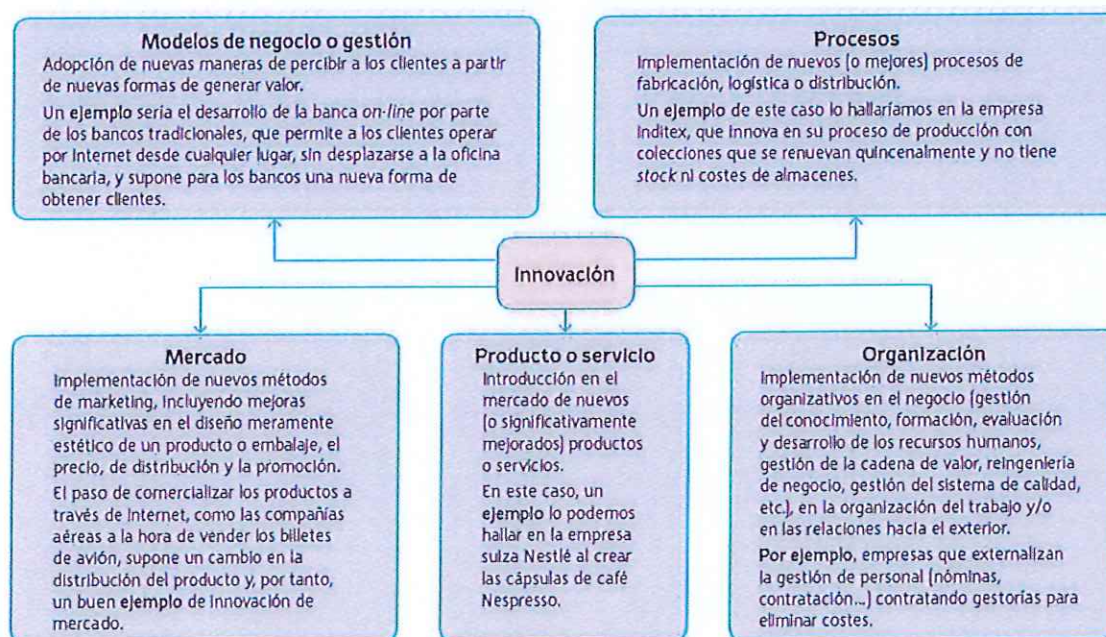 Modelos de negocio o gestión
Adopción de nuevas maneras de percibir a los clientes a partir
de nuevas formas de generar valor.
Un ejemplo sería el desarrollo de la banca on-line por parte
de los bancos tradicionales, que permite a los clientes operar
por Internet desde cualquier lugar, sin desplazarse a la oficina
bancaria, y supone para los bancos una nueva forma de
obtener clientes.
Procesos
Implementación de nuevos (o mejores) procesos de
fabricación, logística o distribución.
Un ejemplo de este caso lo hallaríamos en la empresa
Inditex, que innova en su proceso de producción con
colecciones que se renuevan quincenalmente y no tiene
stock ni costes de almacenes.
Innovación
Mercado
Implementación de nuevos métodos
de marketing, incluyendo mejoras
significativas en el diseño meramente
estético de un producto o embalaje, el
precio, de distribución y la promoción.
El paso de comercializar los productos a
través de Internet, como las compañías
aéreas a la hora de vender los billetes
de avión, supone un cambio en la
distribución del producto y, por tanto,
un buen ejemplo de innovación de
mercado.
Producto o servicio
Introducción en el
mercado de nuevos
(o significativamente
mejorados) productos
o servicios.
En este caso, un
ejemplo lo podemos
hallar en la empresa
suiza Nestlé al crear
las cápsulas de café
Nespresso.
Organización
Implementación de nuevos métodos
organizativos en el negocio (gestión
del conocimiento, formación, evaluación
y desarrollo de los recursos humanos,
gestión de la cadena de valor, reingeniería
de negocio, gestión del sistema de calidad,
etc.), en la organización del trabajo y/o
en las relaciones hacia el exterior.
Por ejemplo, empresas que externalizan
la gestión de personal (nóminas,
contratación...) contratando gestorías para
eliminar costes.